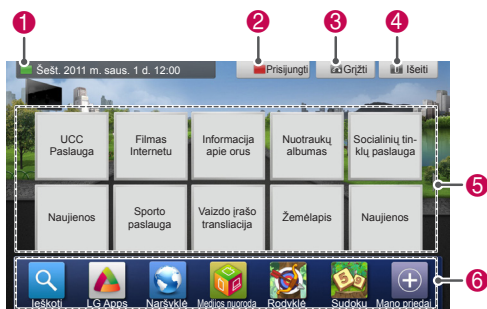 1
2
3
4
Šešt. 2011 m. saus. 1 d. 12:00
Prisijungti
Grįžti
Išeiti
UCC
Paslauga
Filmas
Internetu
Informacija
apie orus
Nuotraukų
albumas
Socialinių tin-
klų paslauga
5
Naujienos
Sporto
paslauga
Vaizdo įrašo
transliacija
Žemėlapis
Naujienos
6
Ieškoti
LG Apps
Naršyklė
Medijos nuoroda
Rodyklė
Sudoku
Mano priedai